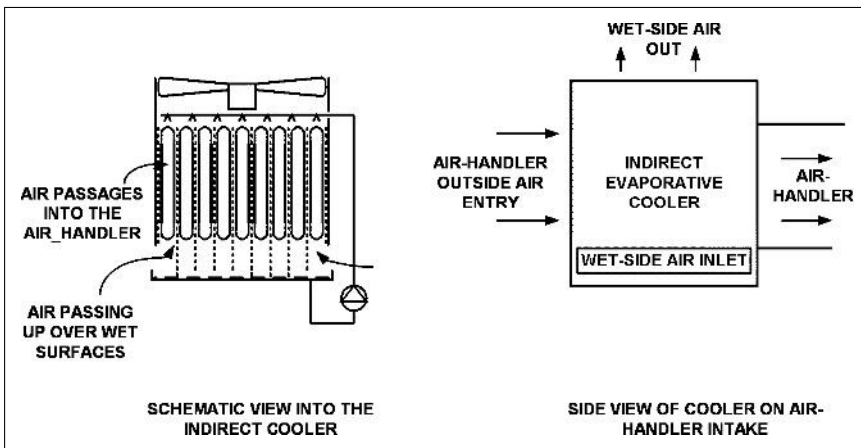 AIR PASSAGES
INTO THE
AIR_HANDLER
AIR PASSING
UP OVER WET
SURFACES
SCHEMATIC VIEW INTO THE
INDIRECT COOLER
WET-SIDE AIR
OUT
AIR-HANDLER
OUTSIDE AIR
ENTRY
INDIRECT
EVAPORATIVE
COOLER
AIR-
HANDLER
WET-SIDE AIR INLET
SIDE VIEW OF COOLER ON AIR-
HANDLER INTAKE